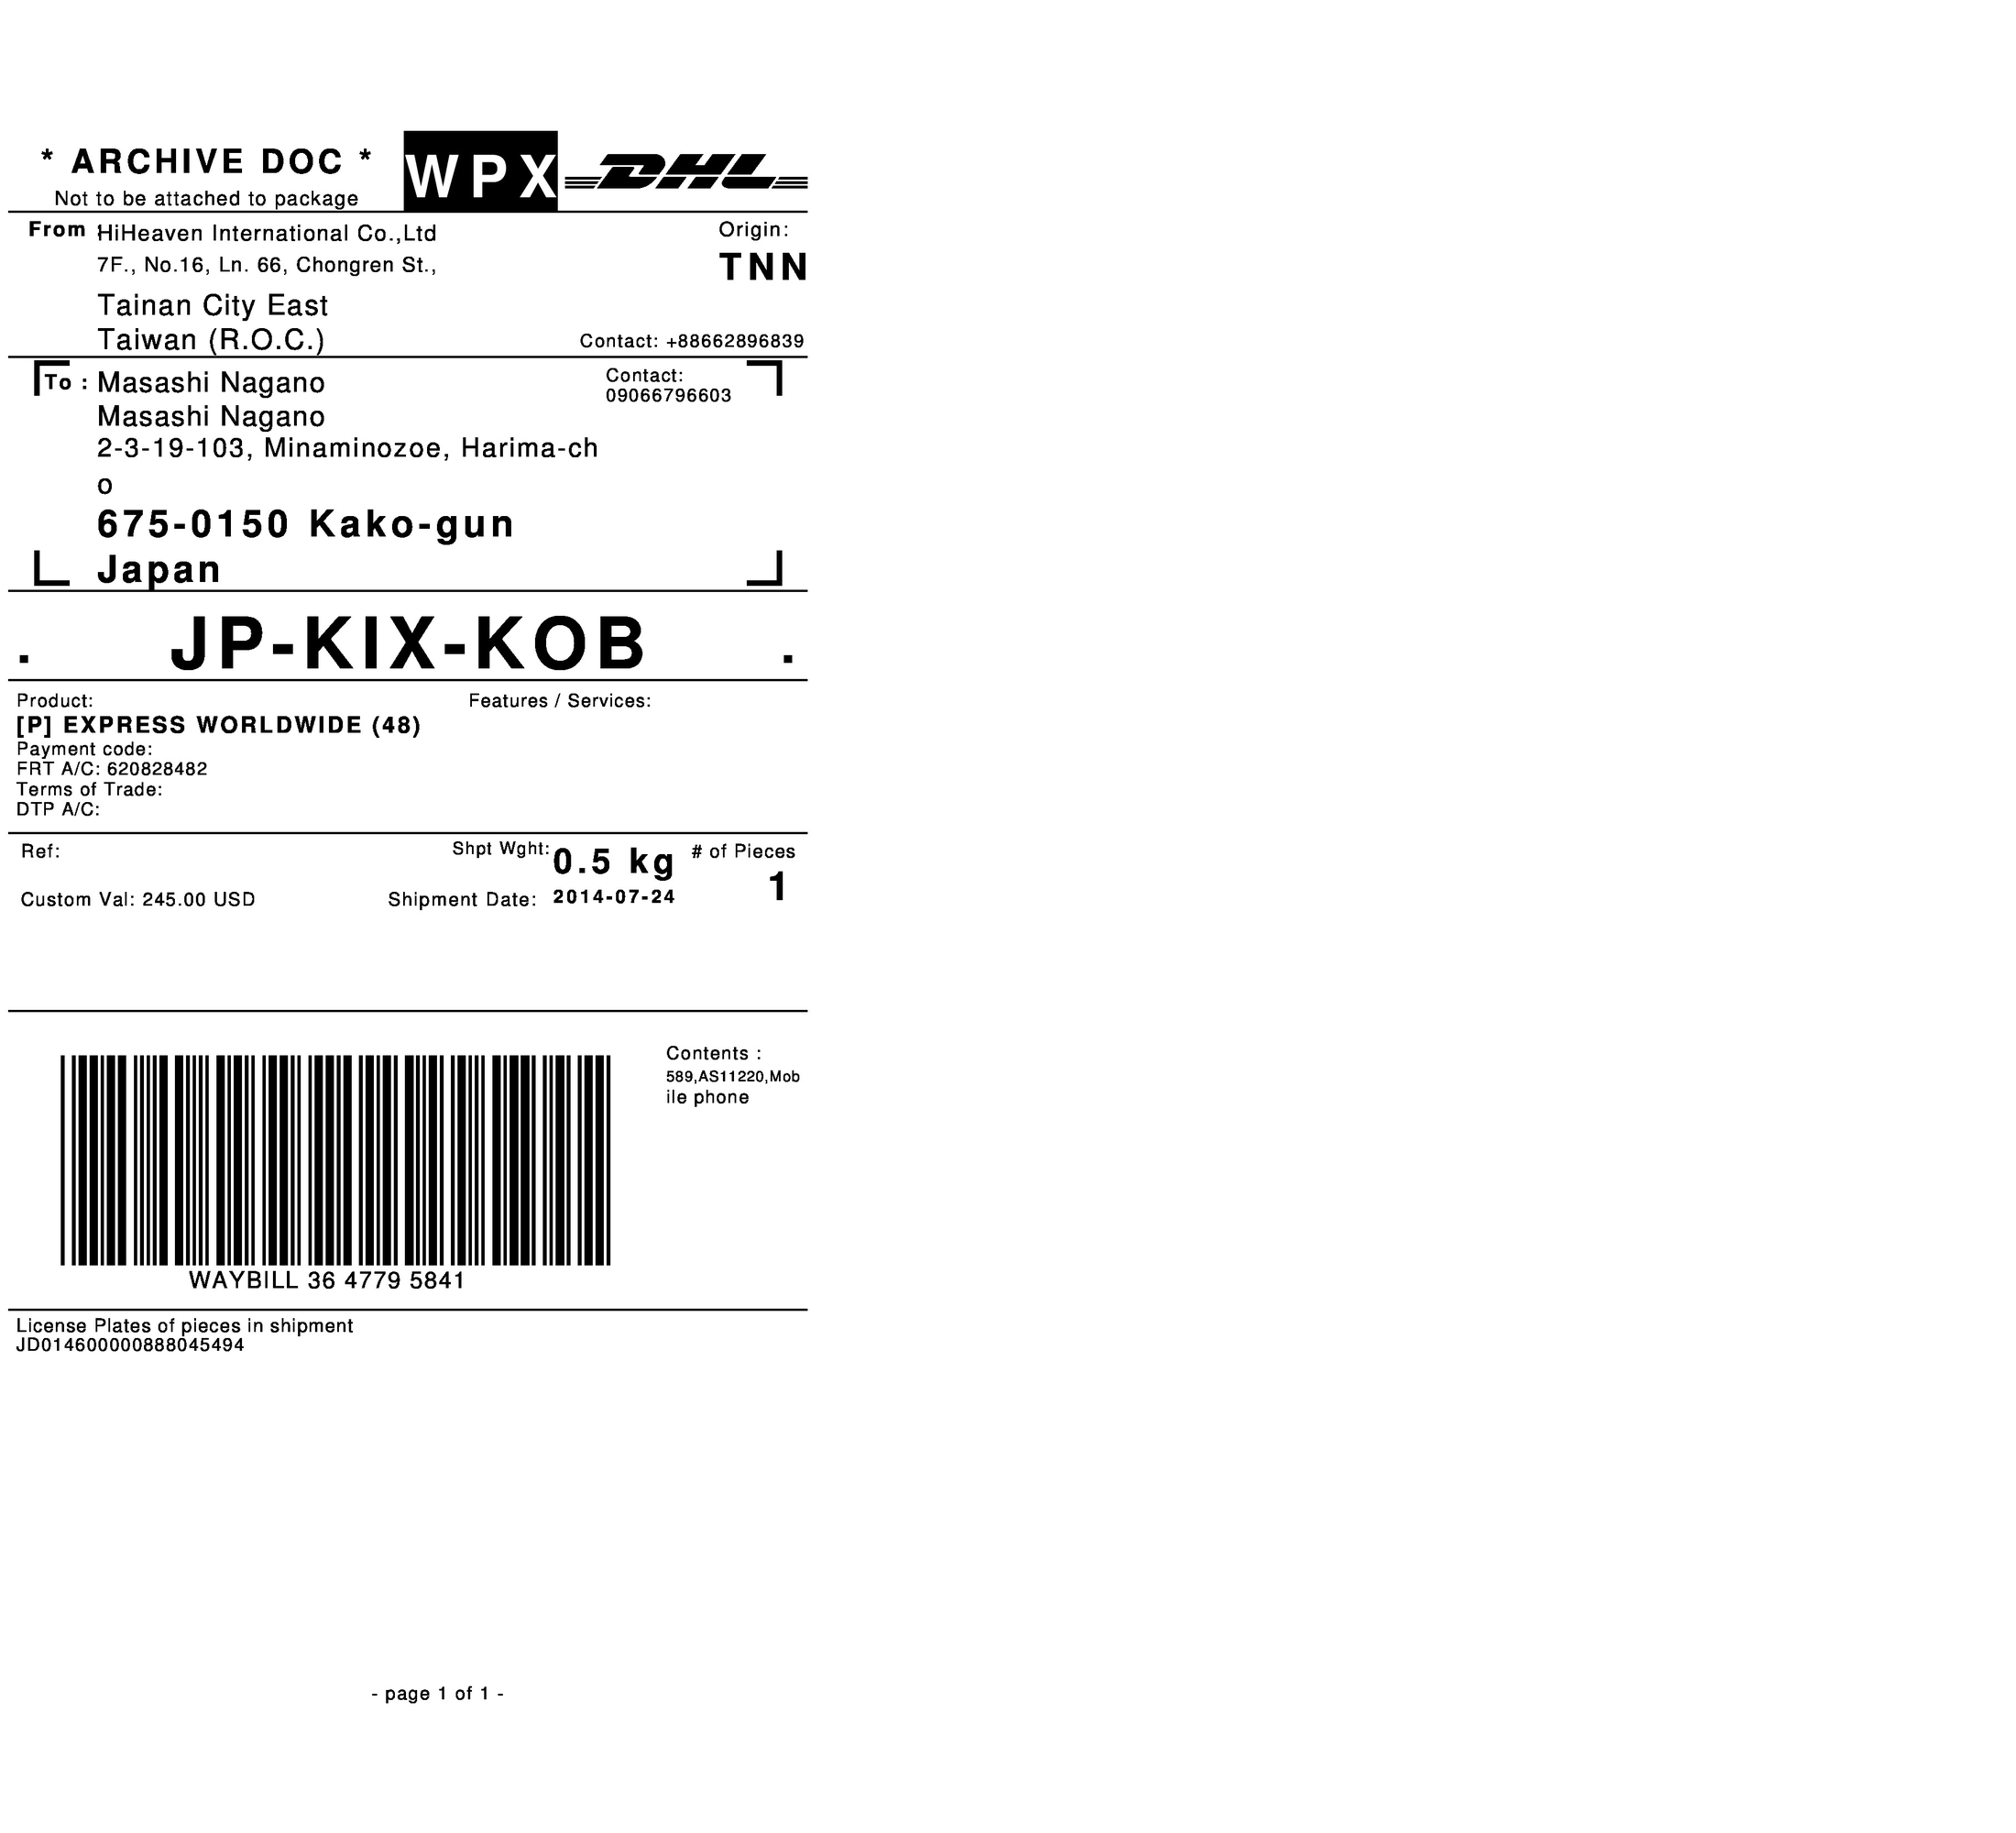 * ARCHIVE DOC *
Not to be attached to package
WPX
DHL
From :
HiHeaven International Co.,Ltd
7F., No.16, Ln. 66, Chongren St.,
Tainan City East
Taiwan (R.O.C.)
Origin:
TNN
Contact: +88662896839
To :
Masashi Nagano
Masashi Nagano
2-3-19-103, Minaminozoe, Harima-ch
o
675-0150 Kako-gun
Japan
Contact:
09066796603
. JP-KIX-KOB .
Product:
[P] EXPRESS WORLDWIDE (48)
Payment code:
FRT A/C: 620828482
Terms of Trade:
DTP A/C:
Features / Services:
Ref:
Shpt Wght: 0.5 kg
# of Pieces
1
Custom Val: 245.00 USD
Shipment Date: 2014-07-24
Contents :
589,AS11220,Mob
ile phone
WAYBILL 36 4779 5841
License Plates of pieces in shipment
JD014600000888045494
- page 1 of 1 -